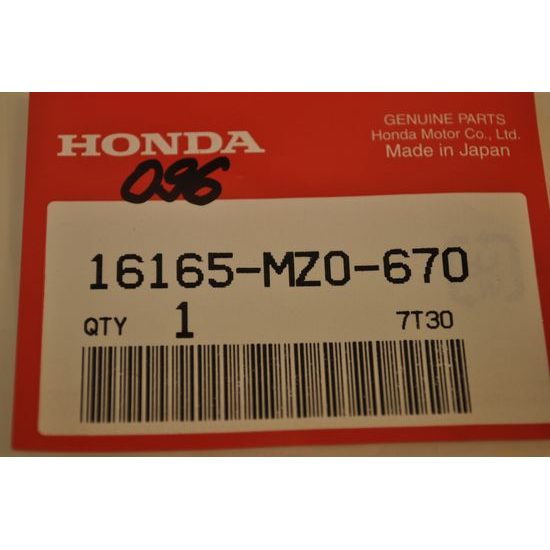 GENUINE PARTS
HONDA
Honda Motor Co., Ltd.
Made in Japan
096
16165-MZ0-670
QTY 1 7T30